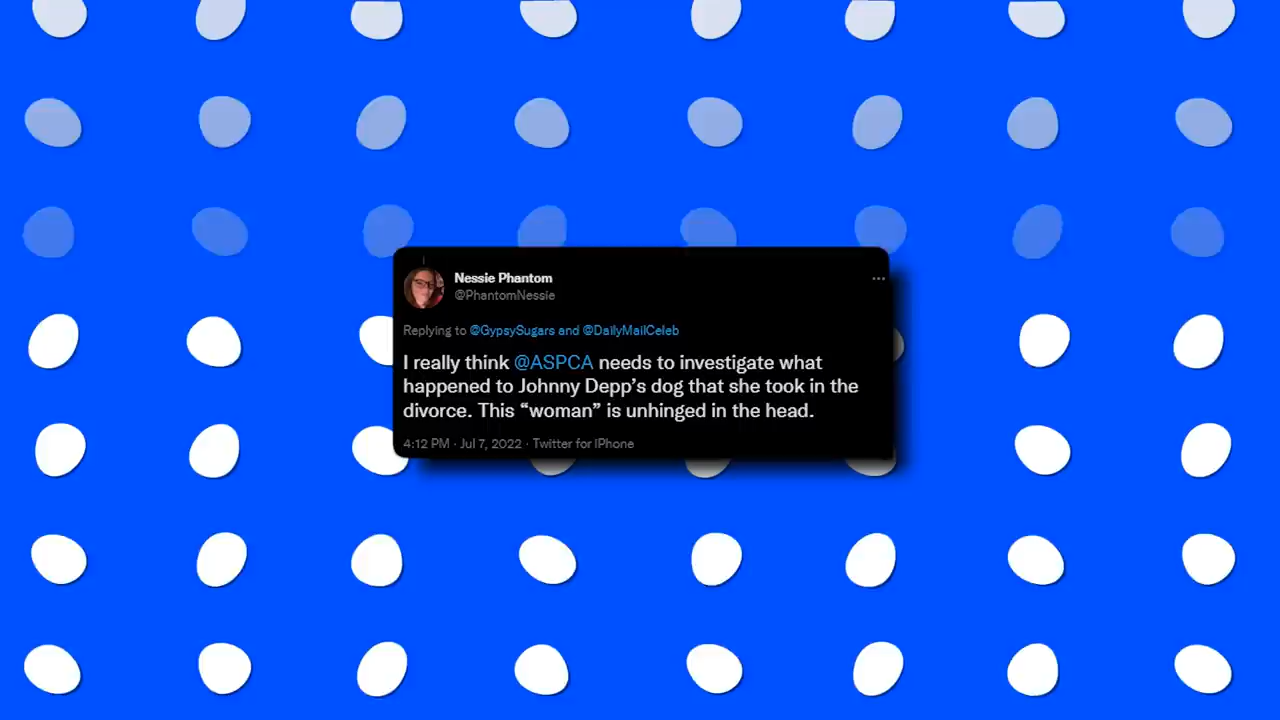 Nessie Phantom
@PhantomNessie
Replying to @GypsySugars and @DailyMailCeleb
I really think @ASPCA needs to investigate what
happened to Johnny Depp’s dog that she took in the
divorce. This “woman” is unhinged in the head.
4:12 PM · Jul 7, 2022 · Twitter for iPhone